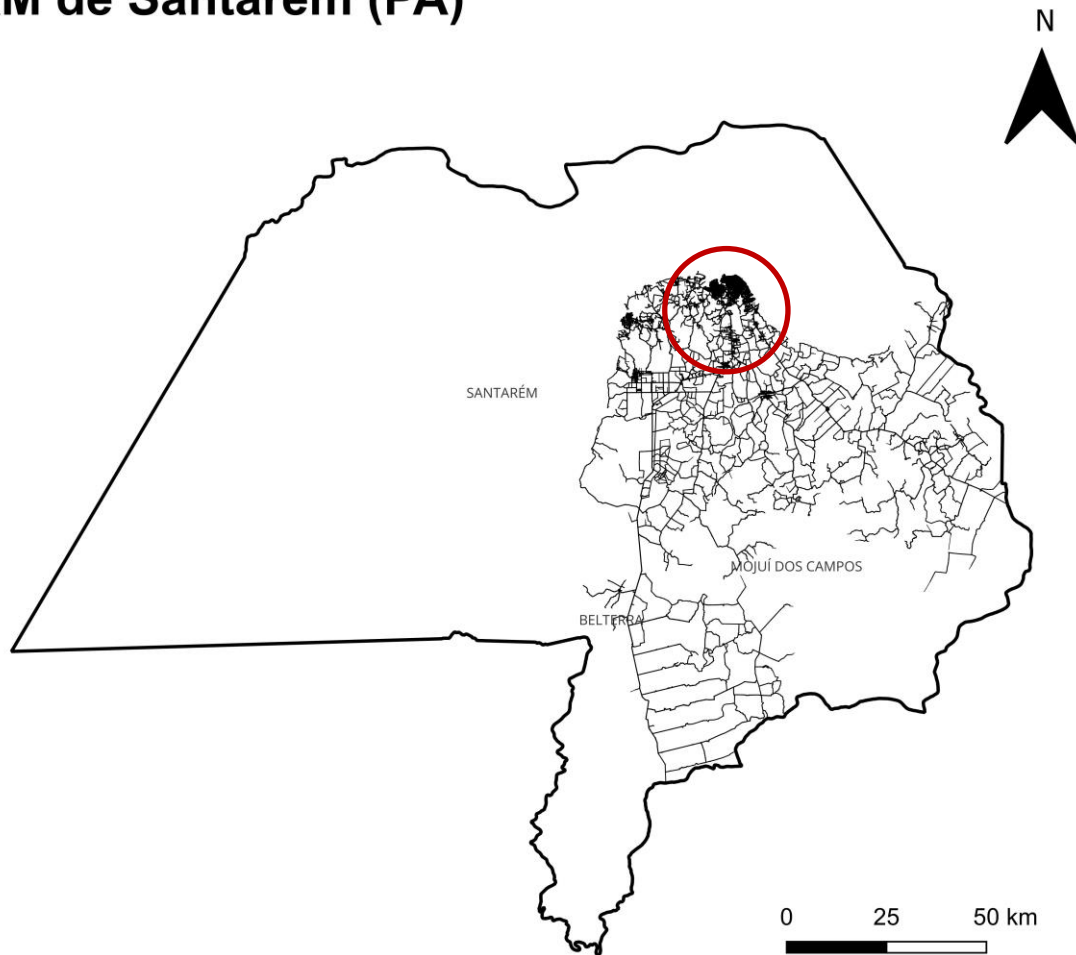 M de Santarém (PA)
N
SANTARÉM
MOJUÍ DOS CAMPOS
BELTERRA
0 25 50 km